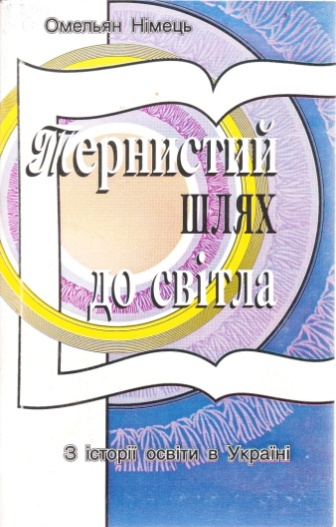 Омельян Німець
Тернистий
шлях
до світла
З історії освіти в Україні